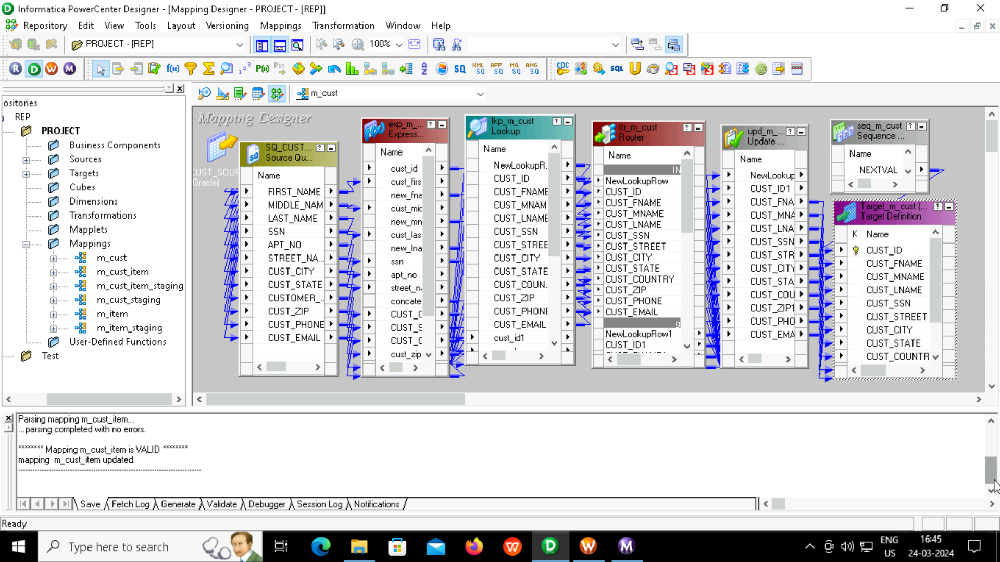 Informatica PowerCenter Designer - [Mapping Designer - PROJECT - [REP]]
Repository Edit View Tools Layout Versioning Mappings Transformation Window Help
PROJECT - [REP]
100%
m_cust
ositories
REP
PROJECT
Business Components
Sources
Targets
Cubes
Dimensions
Transformations
Mapplets
Mappings
m_cust
m_cust_item
m_cust_item_staging
m_cust_staging
m_item
m_item_staging
User-Defined Functions
Test
Mapping Designer
CUST_SOUR
Oracle)
SQ_CUST...
Source Qu...
Name
FIRST_NAME
MIDDLE_NAM
LAST_NAME
SSN
APT_NO
STREET_NA...
CUST_CITY
CUST_STATE
CUSTOMER_...
CUST_ZIP
CUST_PHONE
CUST_EMAIL
exp_m_...
Express...
Name
cust_id
cust_firs
new_fna
cust_mid
new_mn
cust_las
new_lna
ssn
apt_no
street_n
concate
CUST_C
CUST_S
CUST_C
cust_zip
lkp_m_cust
Lookup
Name
NewLookupR.
CUST_ID
CUST_FNAME
CUST_MNAM
CUST_LNAME
CUST_SSN
CUST_STREE
CUST_CITY
CUST_STATE
CUST_COUN.
CUST_ZIP
CUST_PHONE
CUST_EMAIL
cust_id1
rtr_m_cust
Router
Name
IN
NewLookupRow
CUST_ID
CUST_FNAME
CUST_MNAME
CUST_LNAME
CUST_SSN
CUST_STREET
CUST_CITY
CUST_STATE
CUST_COUNTRY
CUST_ZIP
CUST_PHONE
CUST_EMAIL
NewLookupRow1
CUST_ID1
upd_m_...
Update ...
Name
NewLookup
CUST_ID1
CUST_FNA
CUST_MNA
CUST_LNA
CUST_SSN
CUST_STR
CUST_CITY
CUST_STA
CUST_COU
CUST_ZIP1
CUST_PHO
CUST_EMA
seq_m_cust
Sequence ...
Name
NEXTVAL
Target_m_cust (...
Target Definition
K Name
CUST_ID
CUST_FNAME
CUST_MNAME
CUST_LNAME
CUST_SSN
CUST_STREET
CUST_CITY
CUST_STATE
CUST_COUNTR
Parsing mapping m_cust_item...
...parsing completed with no errors.
******** Mapping m_cust_item is VALID ********
mapping m_cust_item updated.
Save Fetch Log Generate Validate Debugger Session Log Notifications
Ready
Type here to search
ENG
US
16:45
24-03-2024